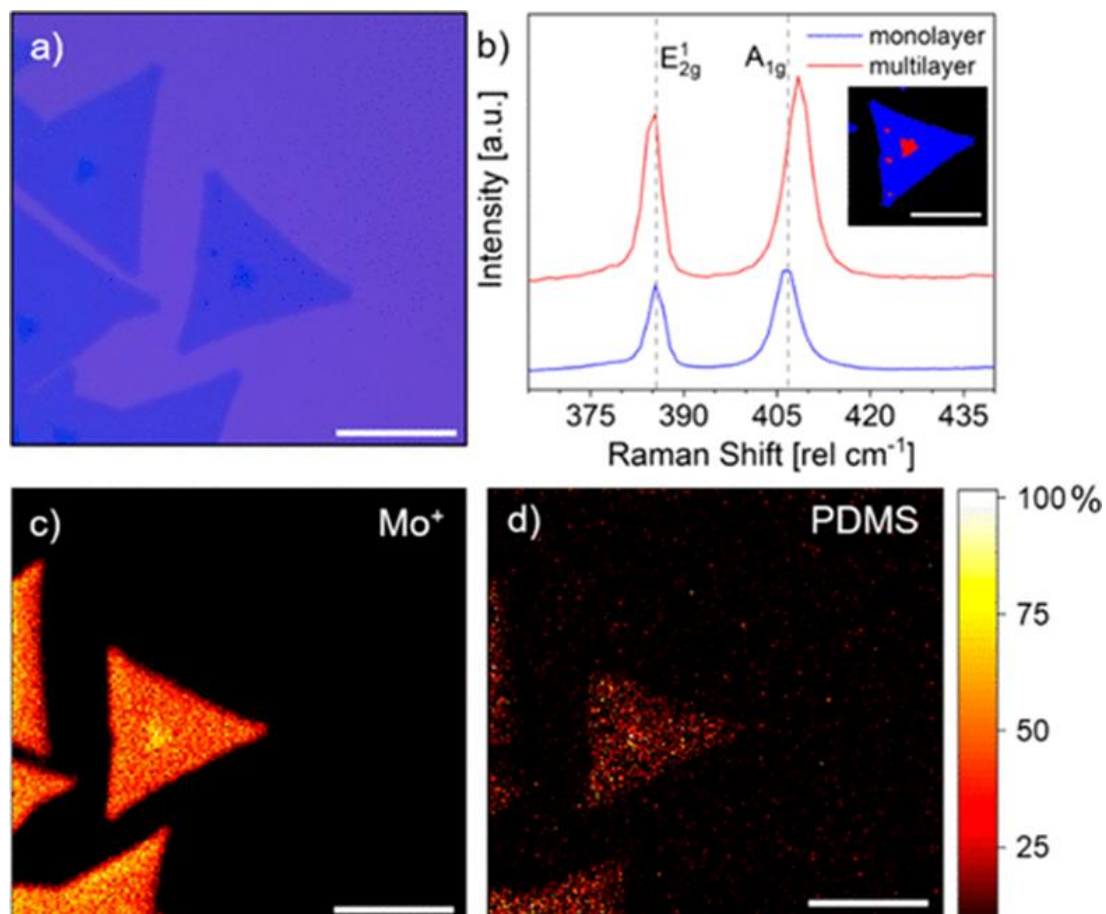 a)
b)
E¹₂g
A₁g
monolayer
multilayer
Intensity [a.u.]
375 390 405 420 435
Raman Shift [rel cm⁻¹]
c)
Mo⁺
d)
PDMS
100%
75
50
25